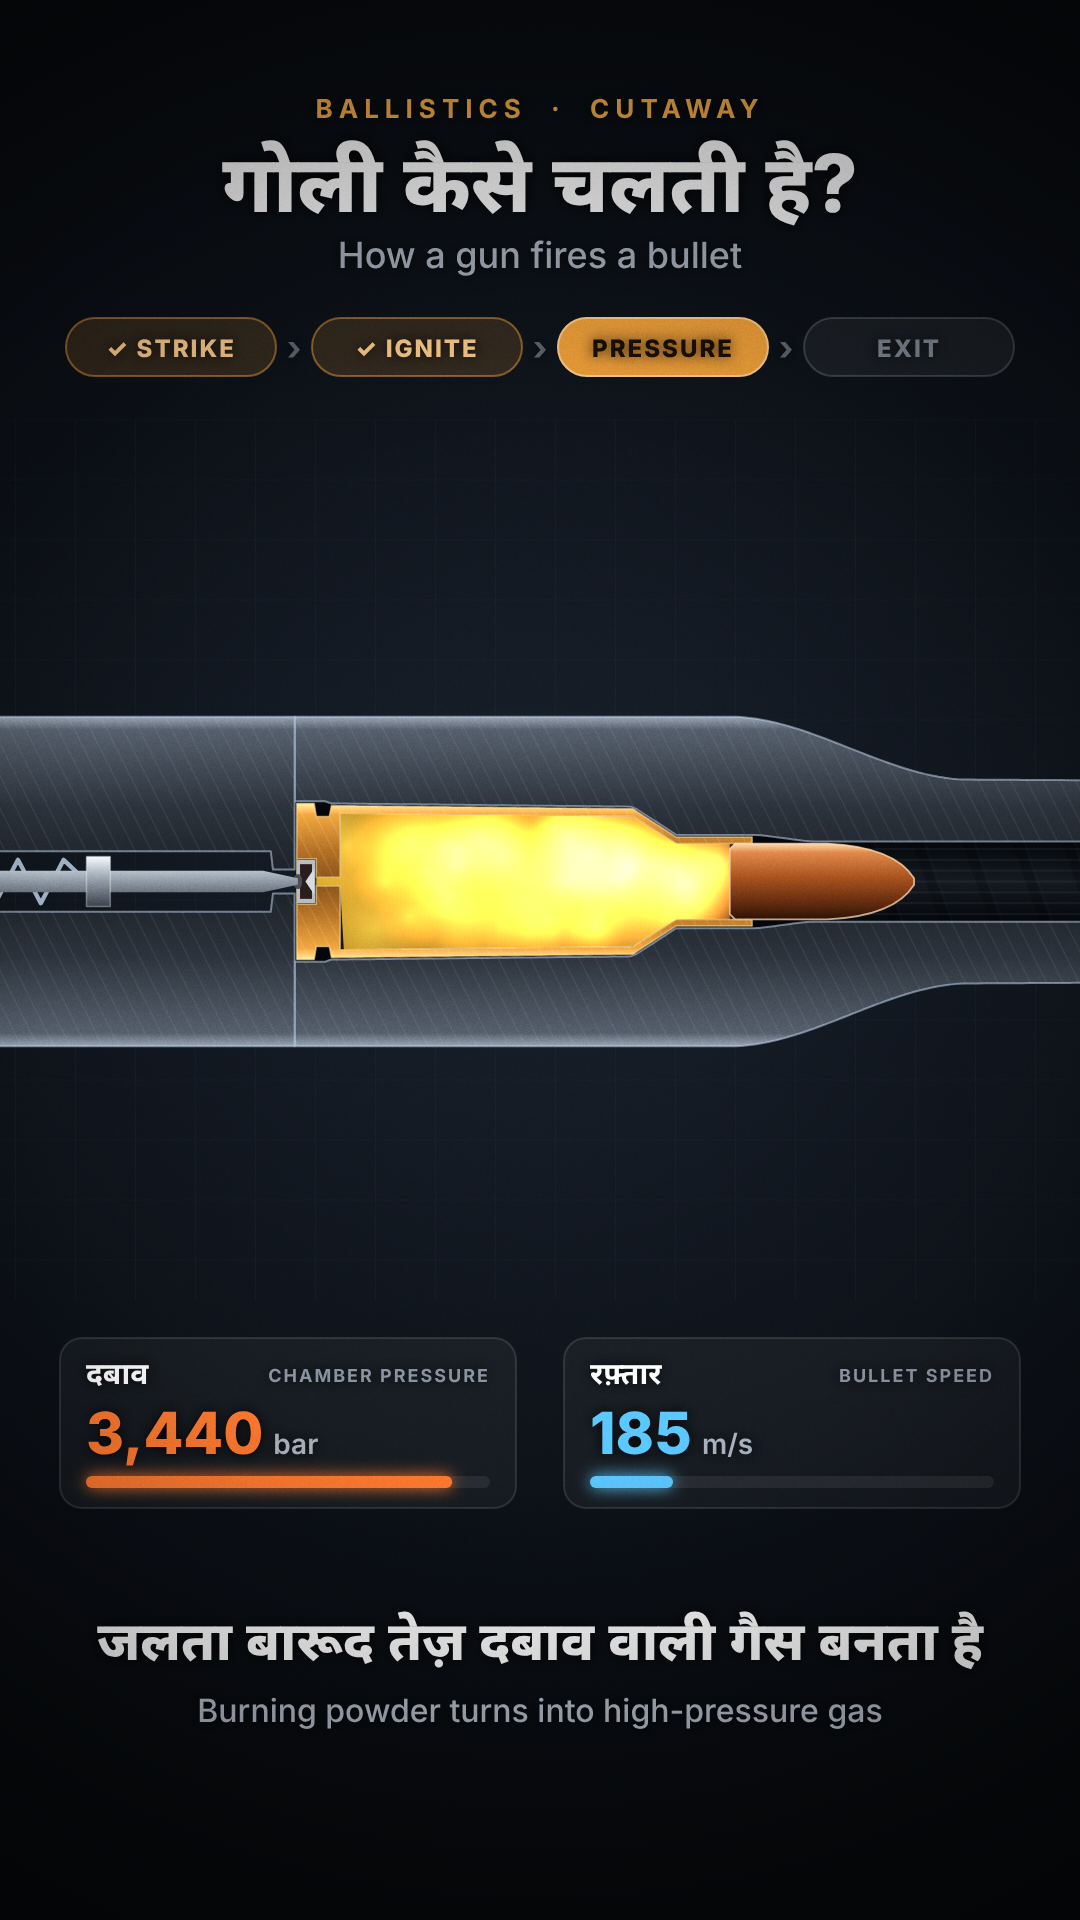 BALLISTICS · CUTAWAY
गोली कैसे चलती है?
How a gun fires a bullet
✓ STRIKE › ✓ IGNITE › PRESSURE › EXIT
दबाव CHAMBER PRESSURE
3,440 bar
रफ़्तार BULLET SPEED
185 m/s
जलता बारूद तेज़ दबाव वाली गैस बनता है
Burning powder turns into high-pressure gas